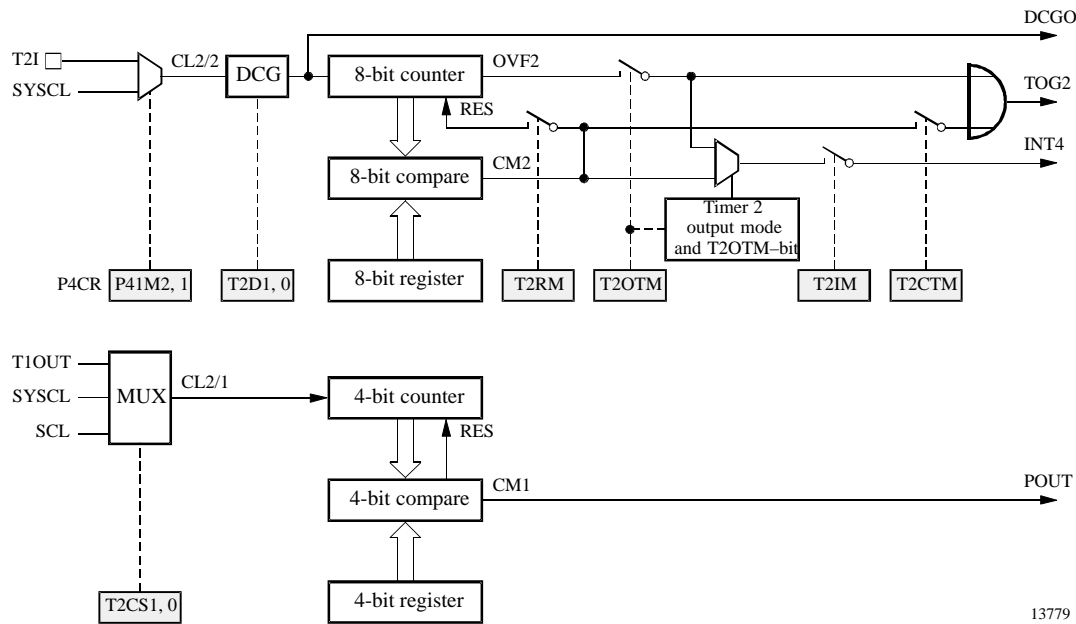 DCGO
T2I
CL2/2
DCG
8-bit counter
OVF2
SYSCL
TOG2
RES
INT4
8-bit compare
CM2
Timer 2
output mode
and T2OTM–bit
P4CR
P41M2, 1
T2D1, 0
8-bit register
T2RM
T2OTM
T2IM
T2CTM
T1OUT
SYSCL
SCL
MUX
CL2/1
4-bit counter
RES
4-bit compare
CM1
POUT
T2CS1, 0
4-bit register
13779